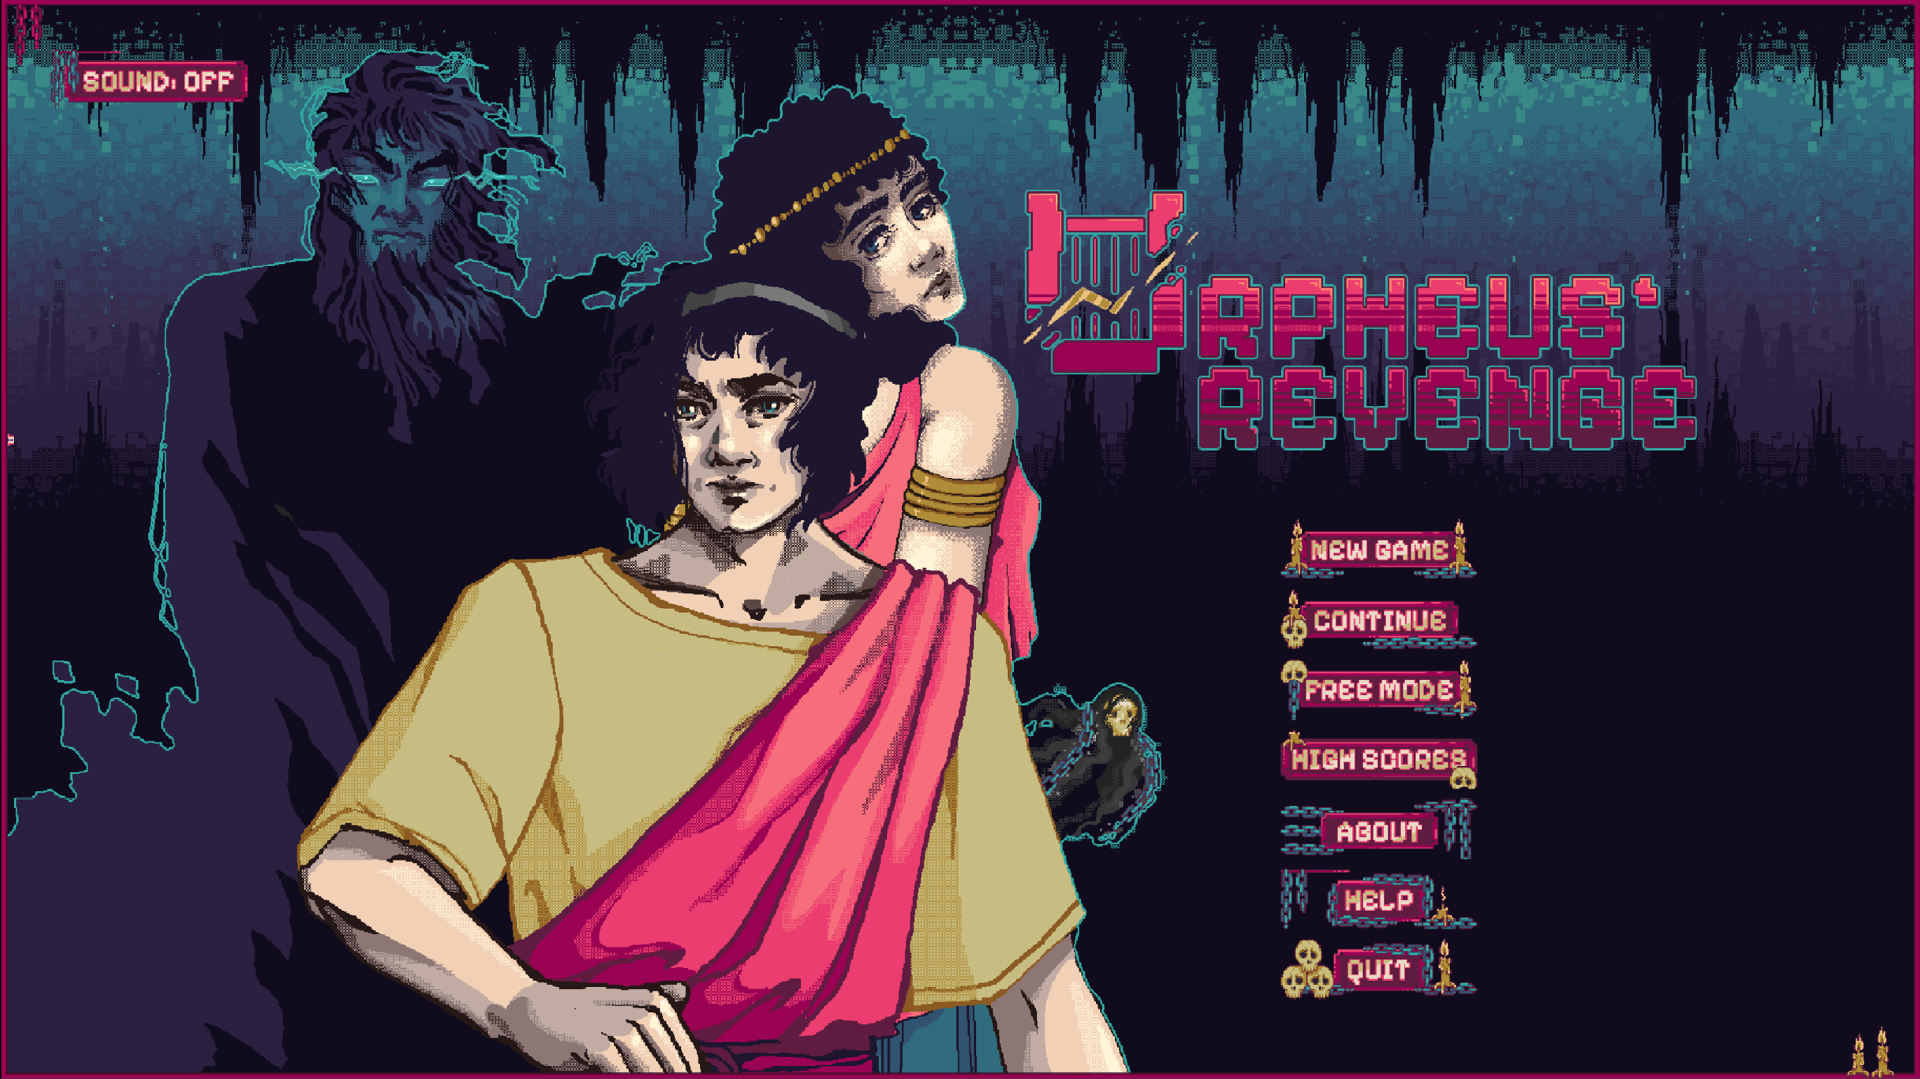 SOUND: OFF
ORPHEUS'
REVENGE
NEW GAME
CONTINUE
FREE MODE
HIGH SCORES
ABOUT
HELP
QUIT